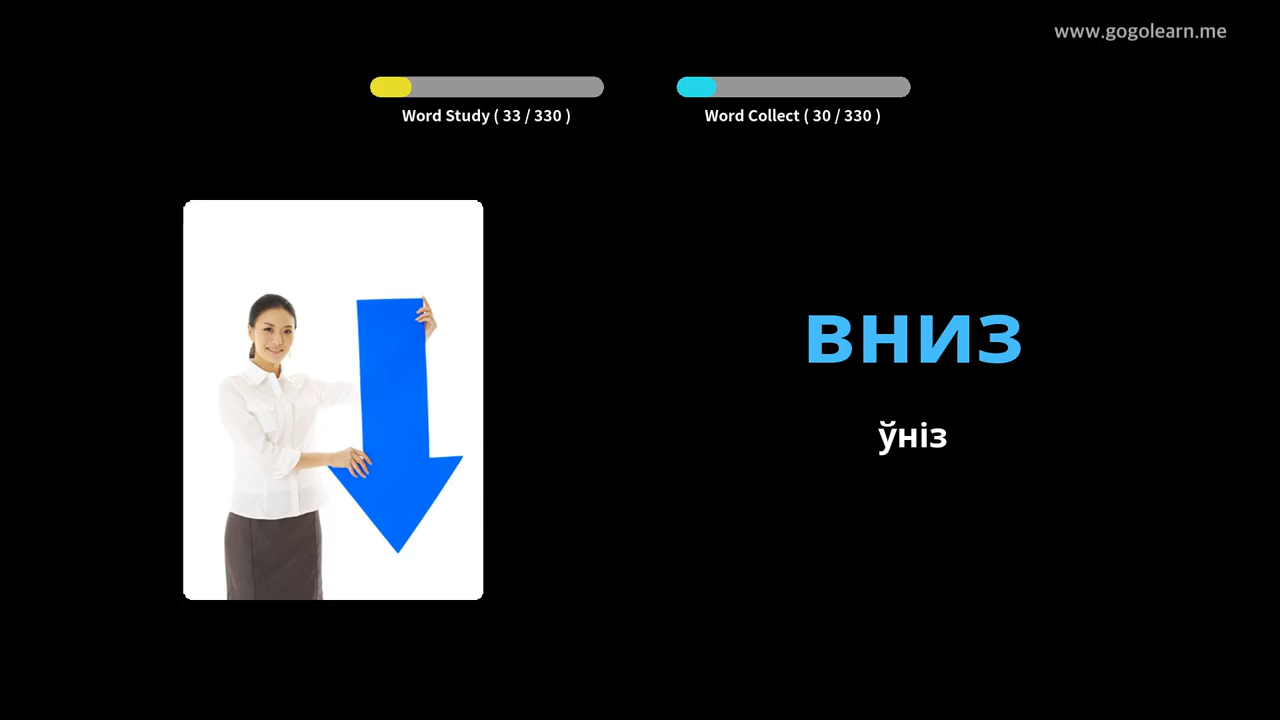 www.gogolearn.me
Word Study ( 33 / 330 )
Word Collect ( 30 / 330 )
вниз
ўніз